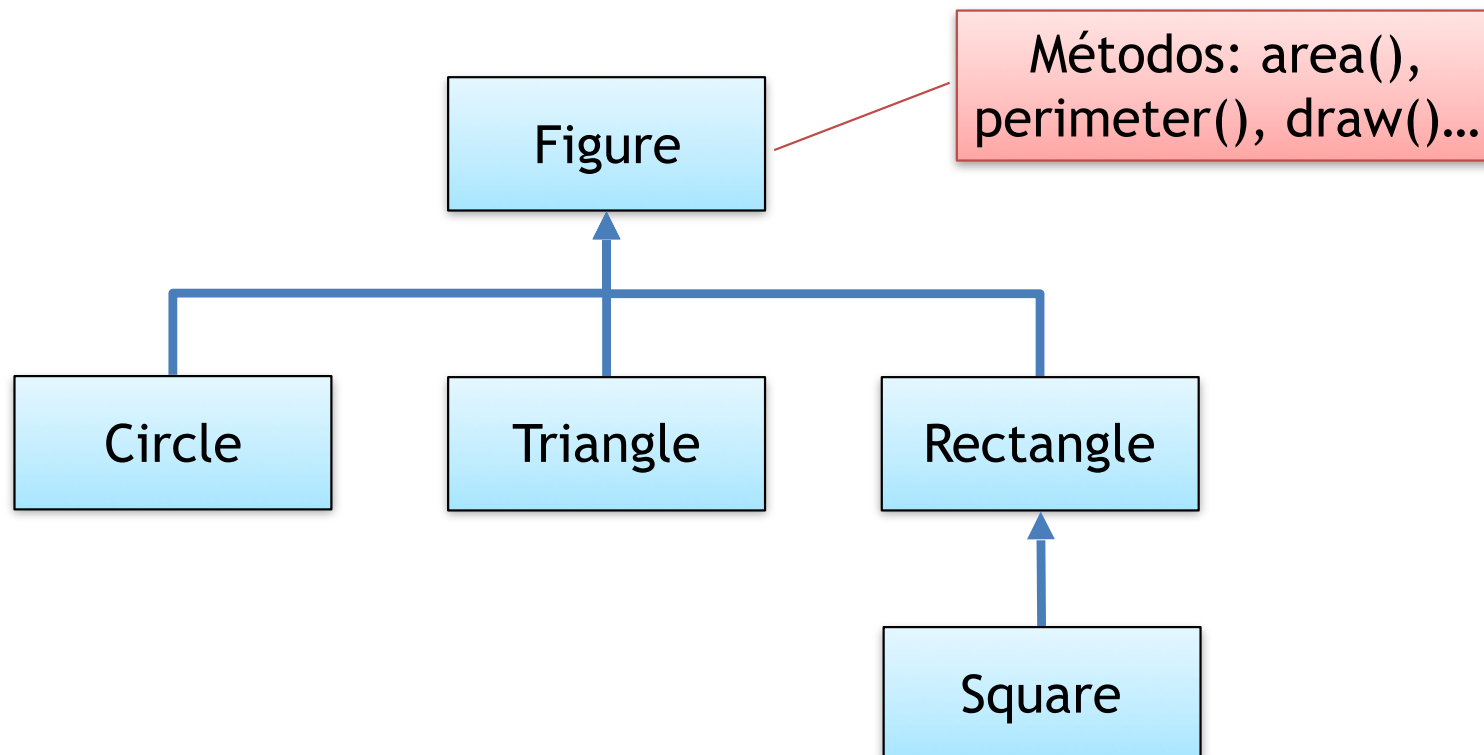 Métodos: area(),
perimeter(), draw()…
Figure
Circle
Triangle
Rectangle
Square